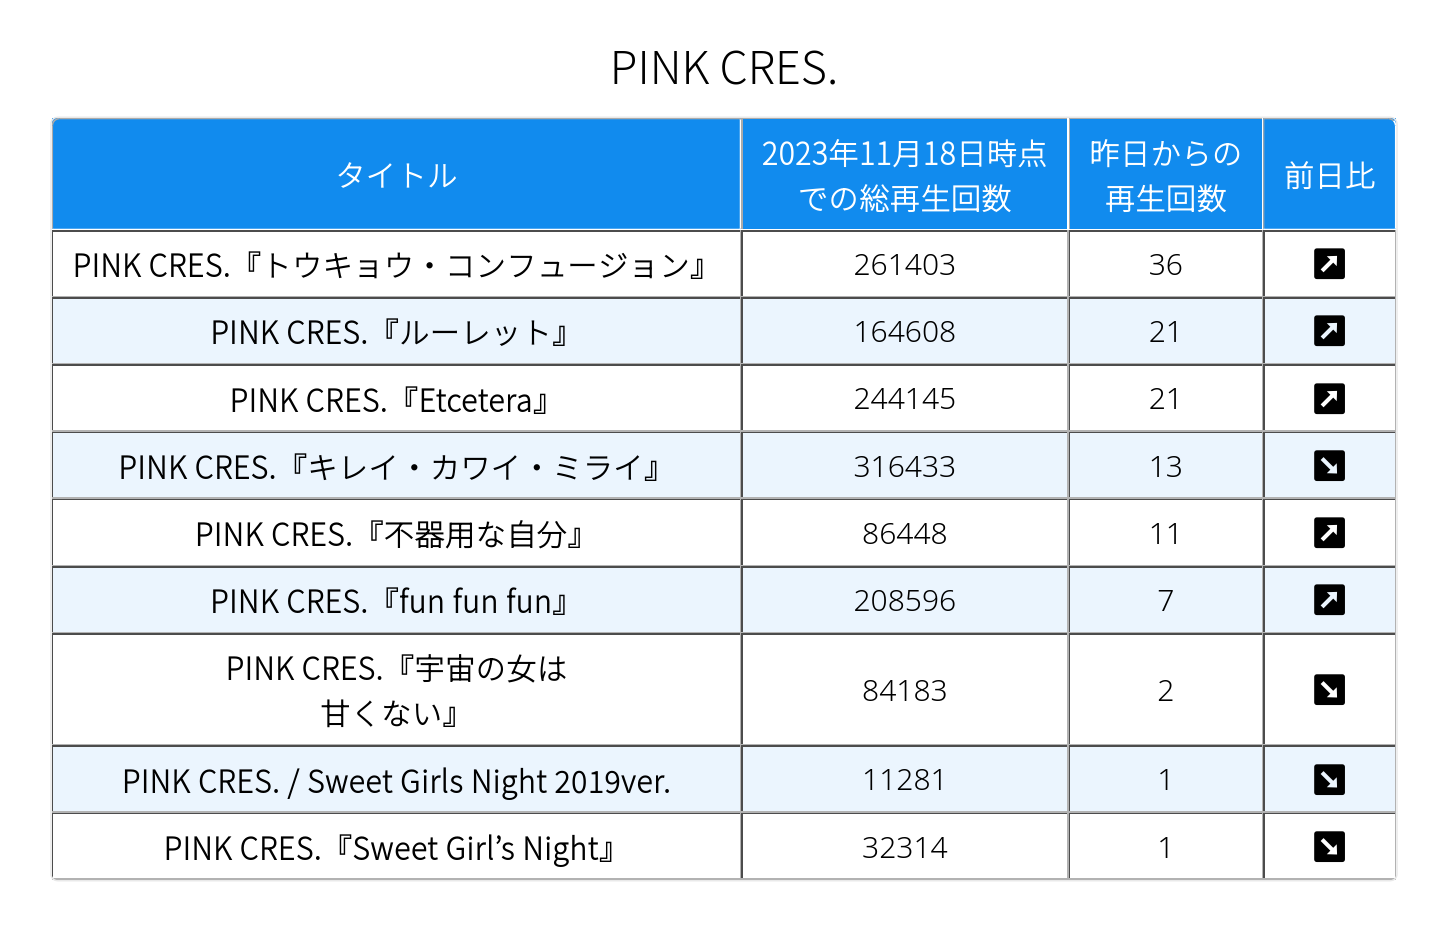 PINK CRES.
タイトル
2023年11月18日時点
での総再生回数
昨日からの
再生回数
前日比
PINK CRES.『トウキョウ・コンフュージョン』 261403 36 ↗
PINK CRES.『ルーレット』 164608 21 ↗
PINK CRES.『Etcetera』 244145 21 ↗
PINK CRES.『キレイ・カワイ・ミライ』 316433 13 ↘
PINK CRES.『不器用な自分』 86448 11 ↗
PINK CRES.『fun fun fun』 208596 7 ↗
PINK CRES.『宇宙の女は
甘くない』 84183 2 ↘
PINK CRES. / Sweet Girls Night 2019ver. 11281 1 ↘
PINK CRES.『Sweet Girl’s Night』 32314 1 ↘